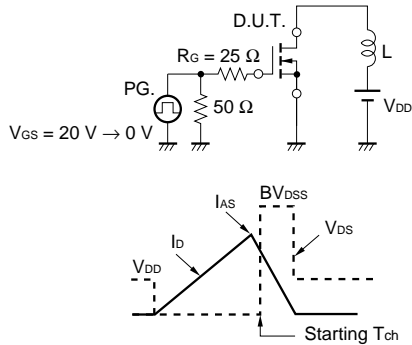 D.U.T.
RG = 25 Ω
L
PG.
50 Ω
VDD
VGS = 20 V → 0 V
BVDSS
IAS
ID
VDS
VDD
Starting Tch